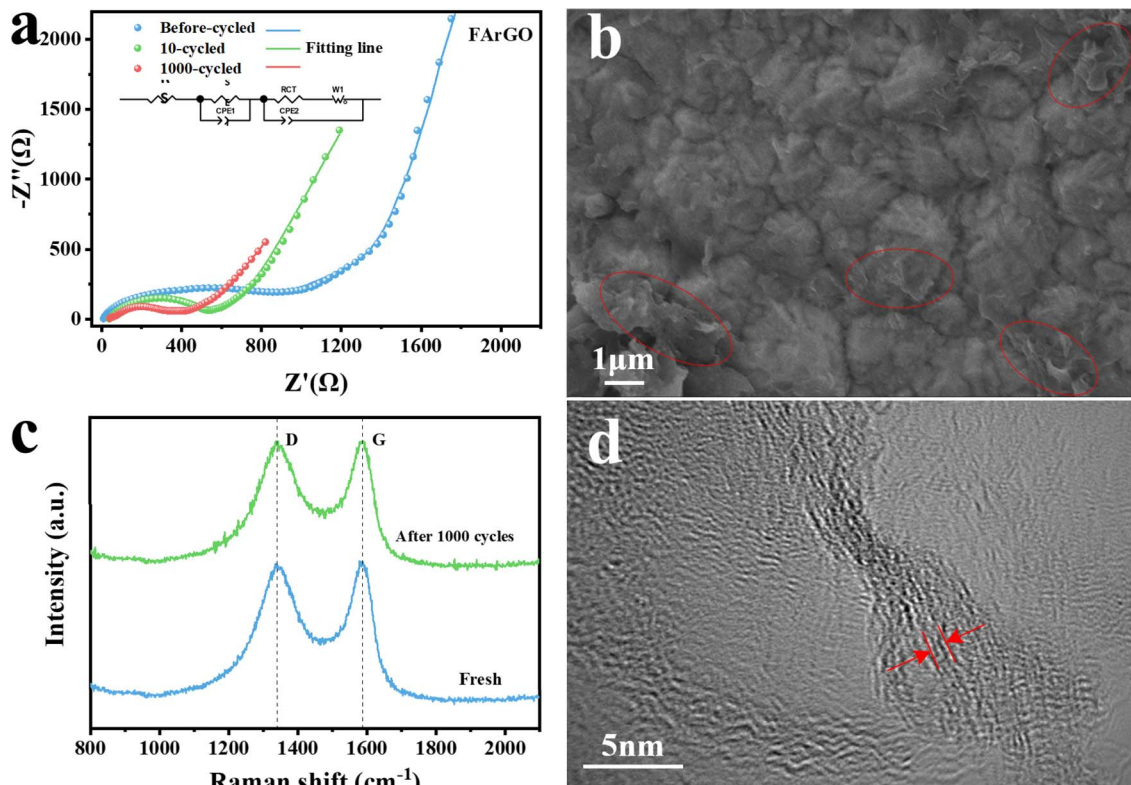 a
Before-cycled
10-cycled
1000-cycled
Fitting line
FArGO
CPE1
RCT
CPE2
W1
2000
1500
1000
500
0
-Z''(Ω)
0 400 800 1200 1600 2000
Z'(Ω)
b
1μm
c
D
G
After 1000 cycles
Fresh
Intensity (a.u.)
800 1000 1200 1400 1600 1800 2000
Raman shift (cm⁻¹)
d
5nm